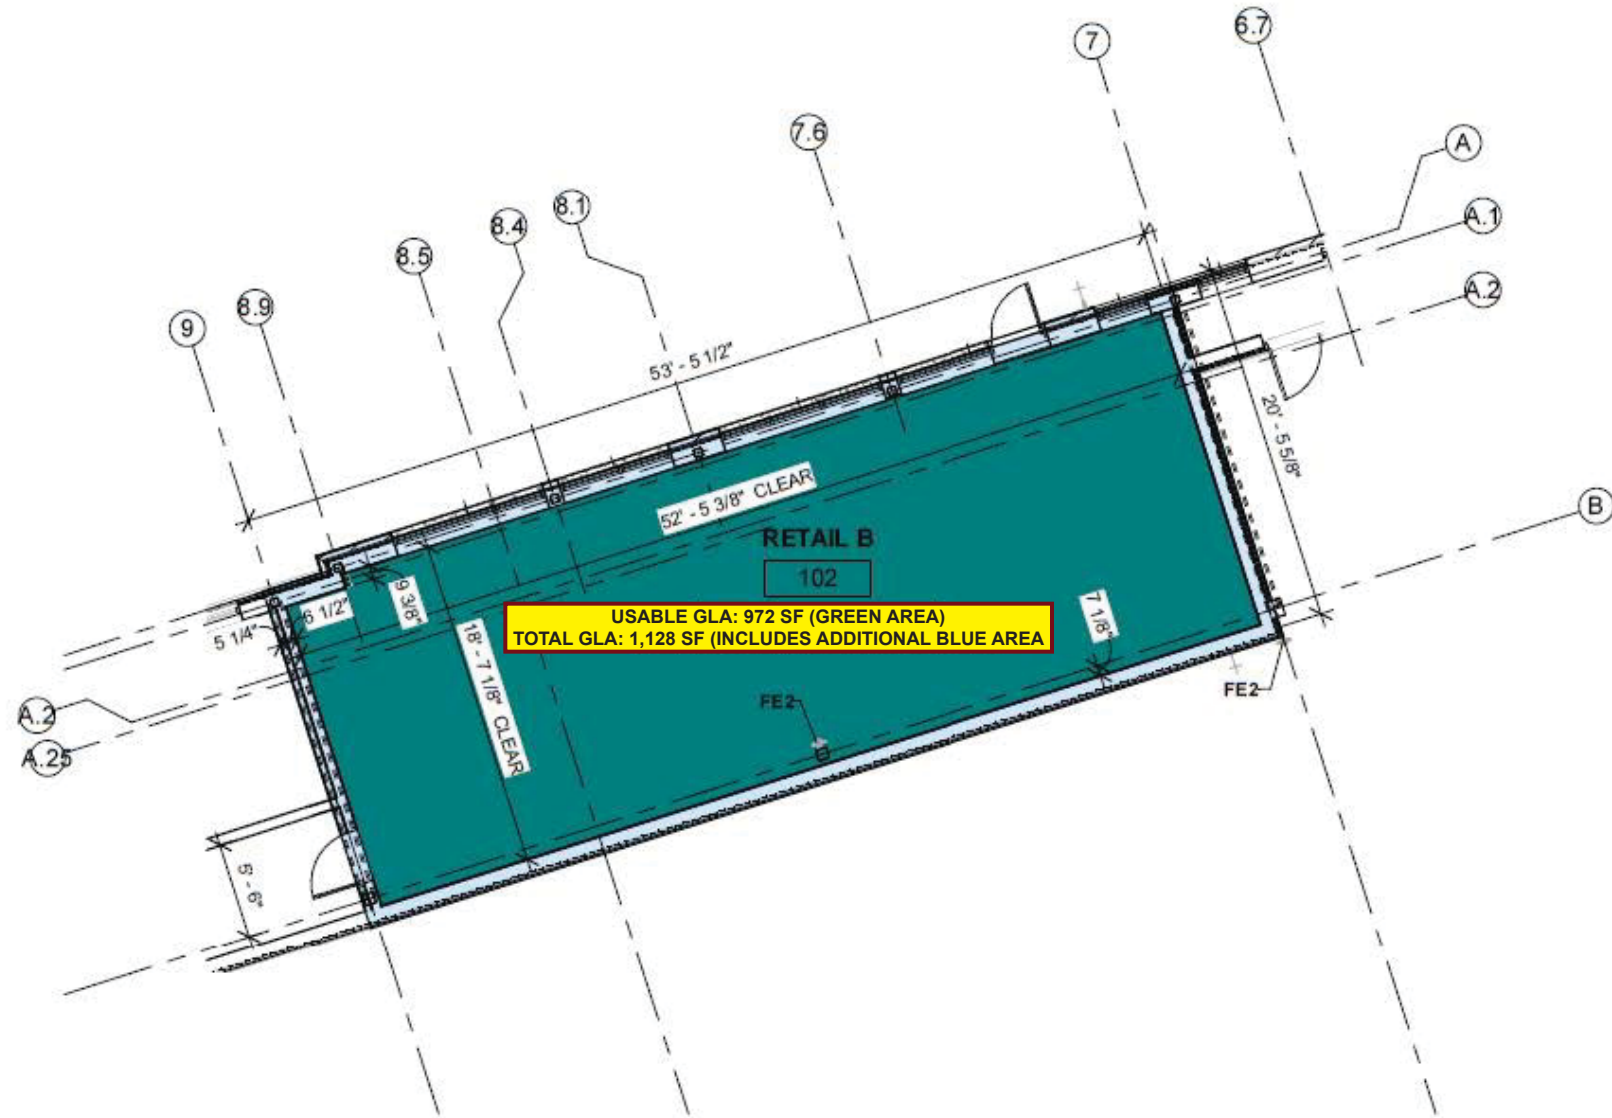 6.7
7
7.6
A
8.1
8.4
A.1
8.5
A.2
8.9
9
53' - 5 1/2"
20' - 5 5/8"
52' - 5 3/8" CLEAR
B
RETAIL B
102
9 3/8"
6 1/2"
5 1/4"
USABLE GLA: 972 SF (GREEN AREA)
TOTAL GLA: 1,128 SF (INCLUDES ADDITIONAL BLUE AREA
7 1/8"
18' - 7 1/8" CLEAR
FE2
FE2
A.2
A.25
5' - 6"